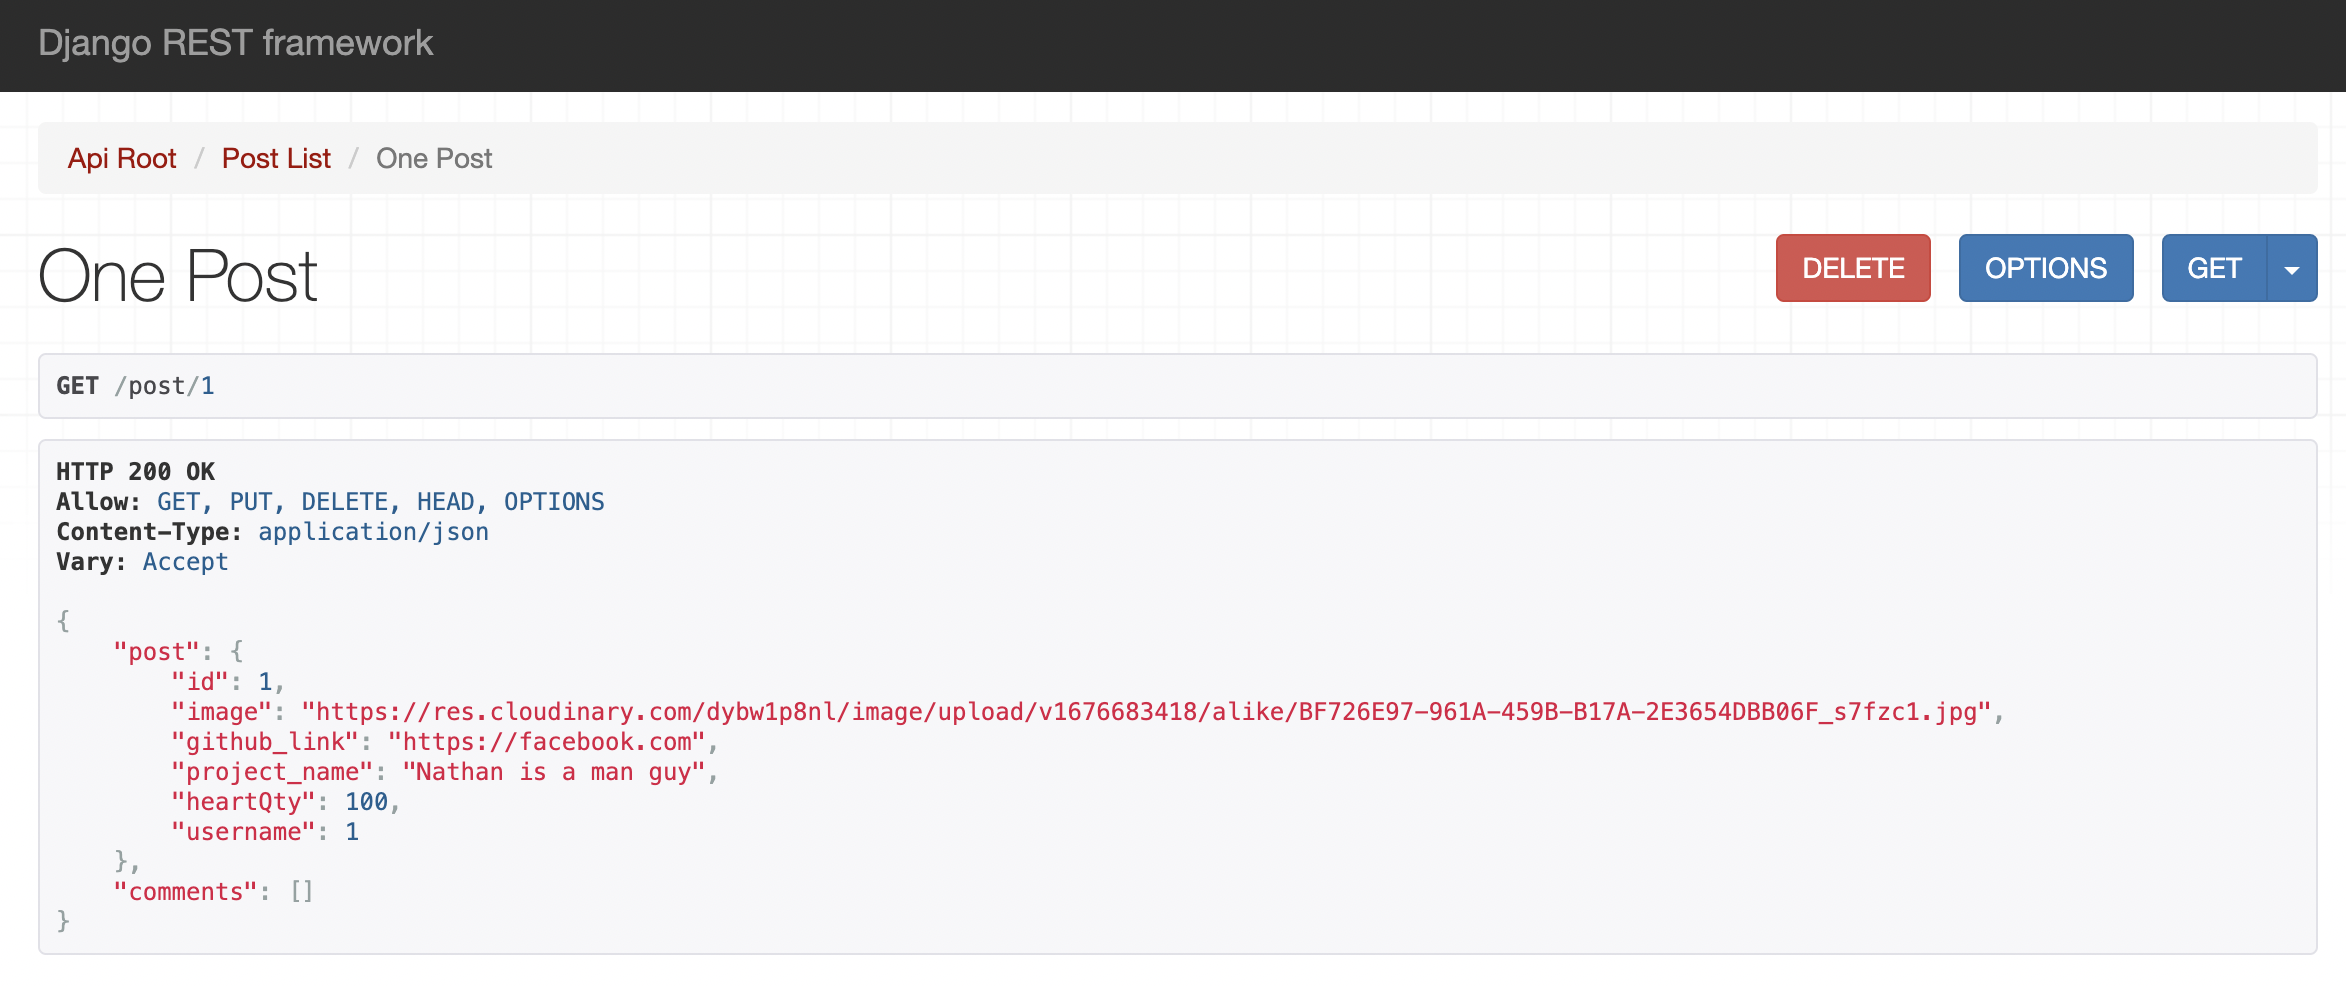 Django REST framework
Api Root / Post List / One Post
One Post
DELETE OPTIONS GET
GET /post/1
HTTP 200 OK
Allow: GET, PUT, DELETE, HEAD, OPTIONS
Content-Type: application/json
Vary: Accept
{
    "post": {
        "id": 1,
        "image": "https://res.cloudinary.com/dybw1p8nl/image/upload/v1676683418/alike/BF726E97-961A-459B-B17A-2E3654DBB06F_s7fzc1.jpg",
        "github_link": "https://facebook.com",
        "project_name": "Nathan is a man guy",
        "heartQty": 100,
        "username": 1
    },
    "comments": []
}